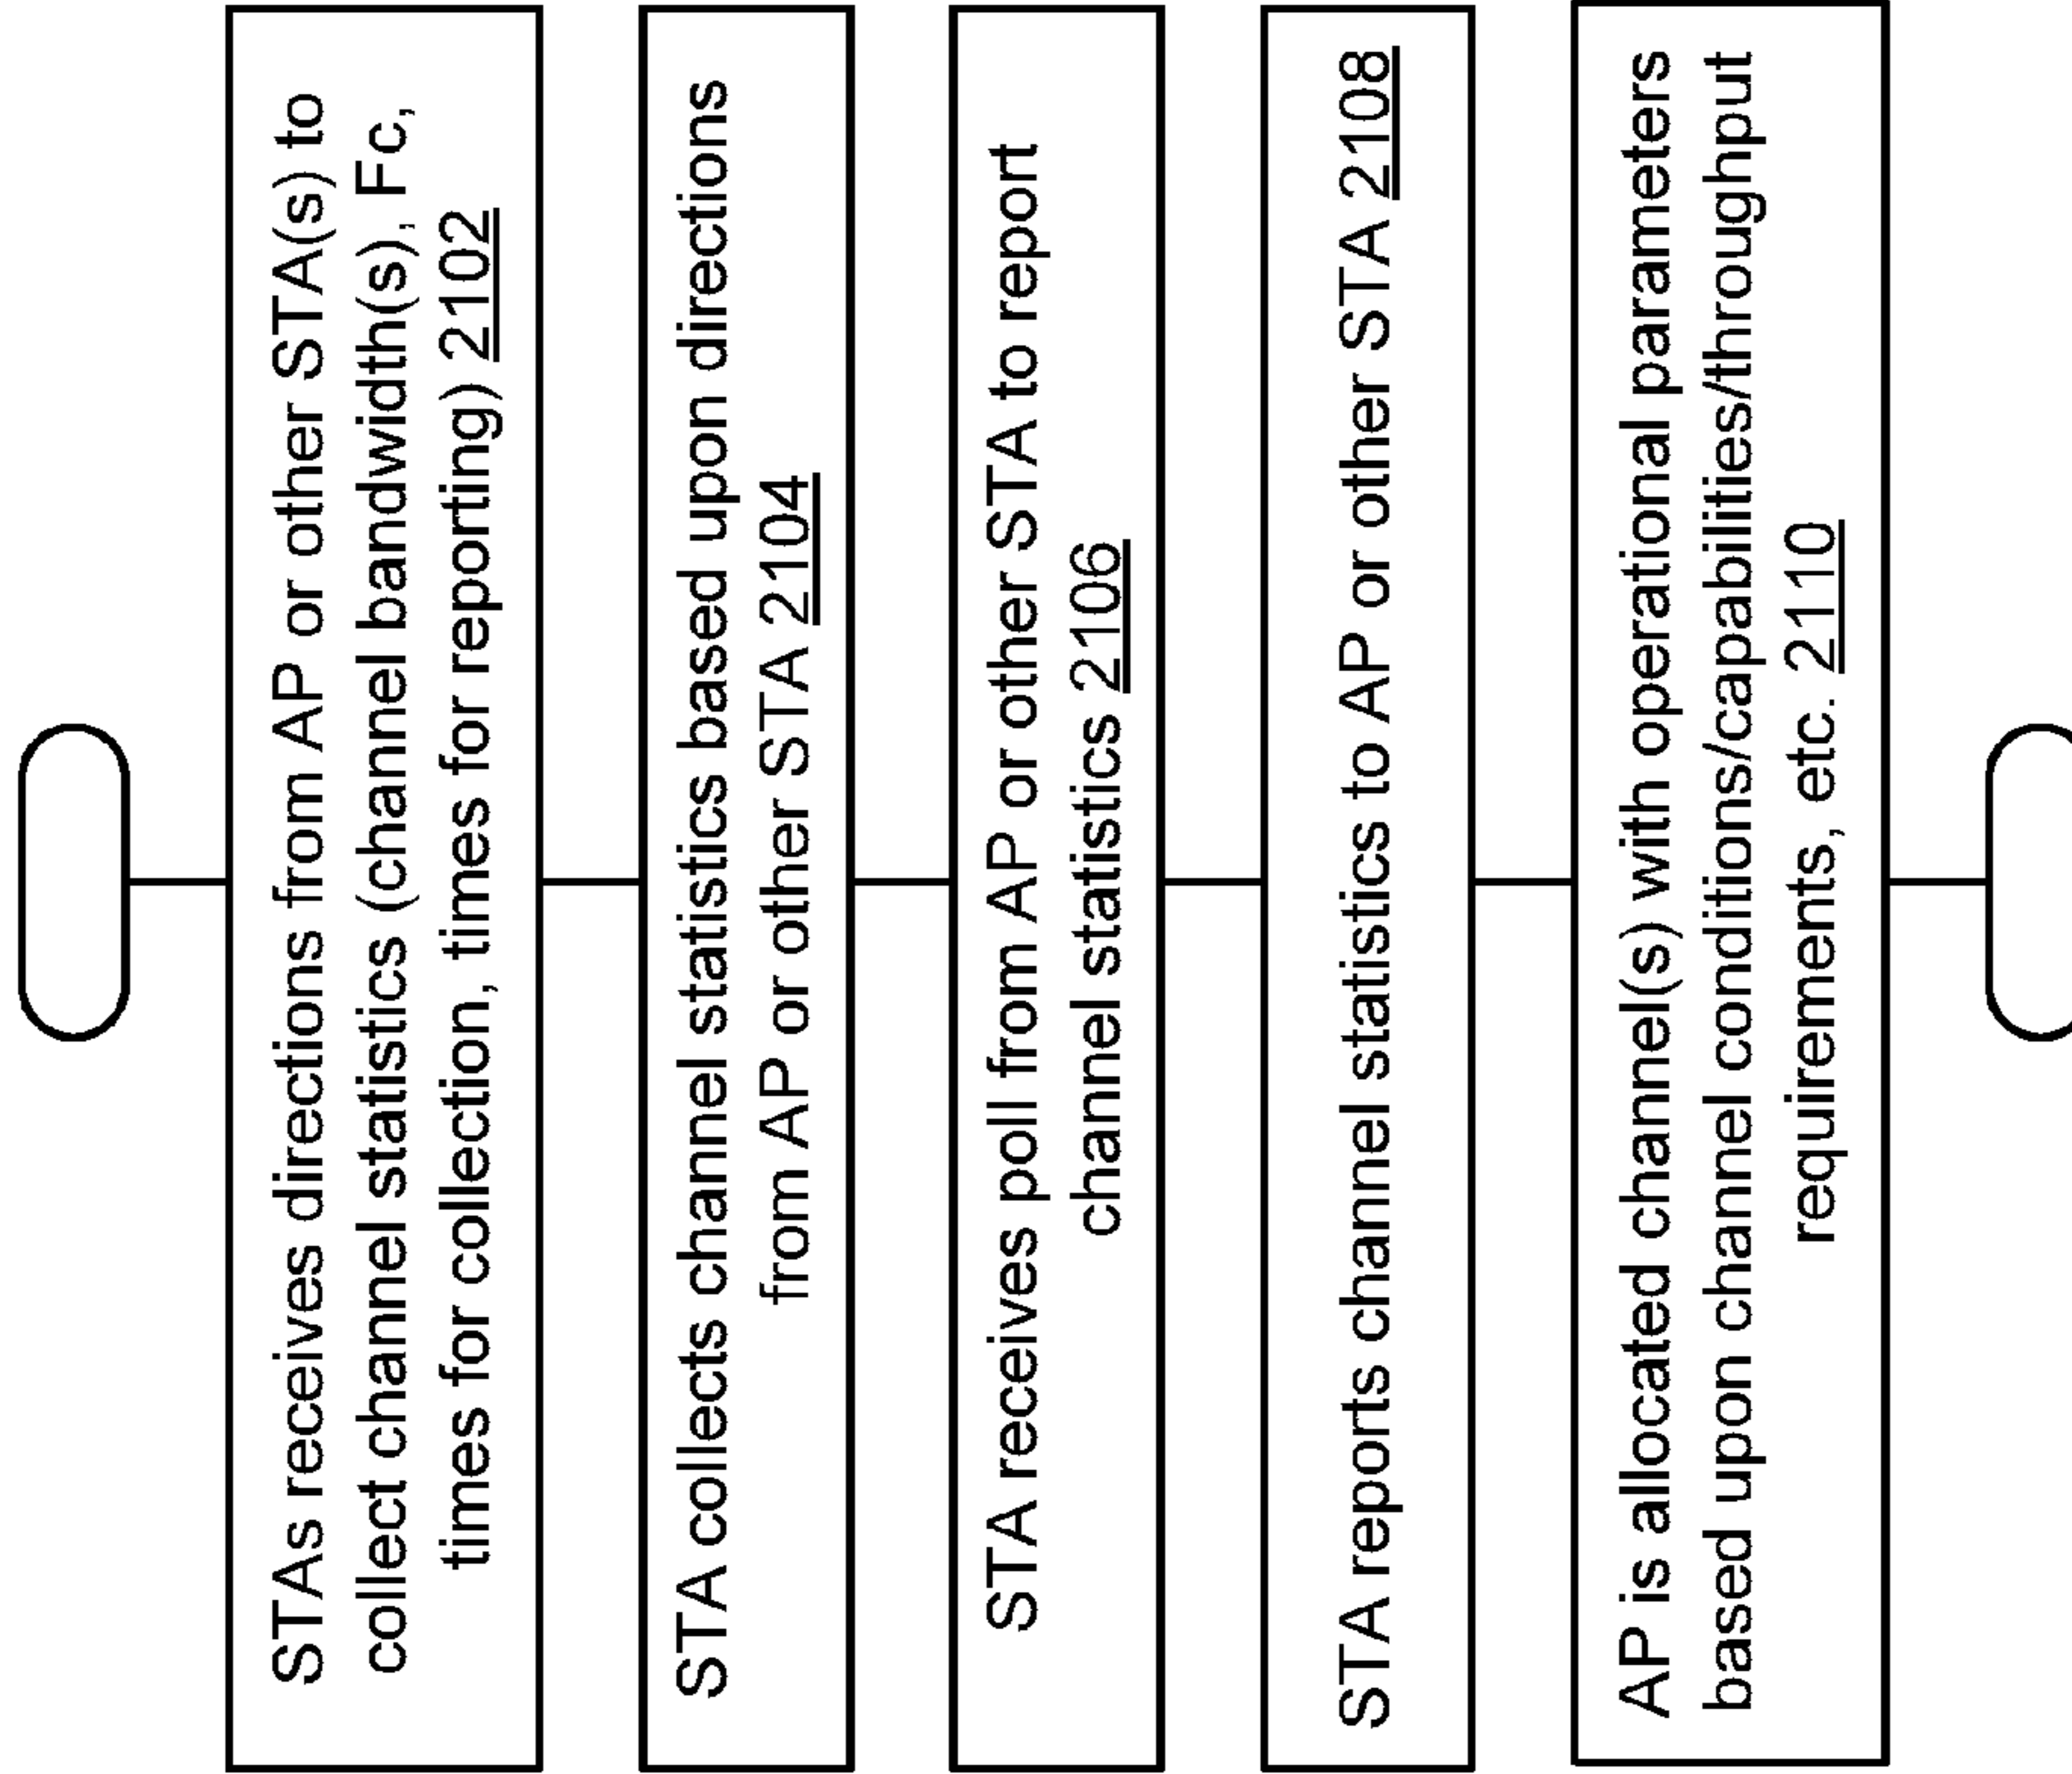 STAs receives directions from AP or other STA(s) to
collect channel statistics (channel bandwidth(s), Fc,
times for collection, times for reporting) 2102
STA collects channel statistics based upon directions
from AP or other STA 2104
STA receives poll from AP or other STA to report
channel statistics 2106
STA reports channel statistics to AP or other STA 2108
AP is allocated channel(s) with operational parameters
based upon channel conditions/capabilities/throughput
requirements, etc. 2110